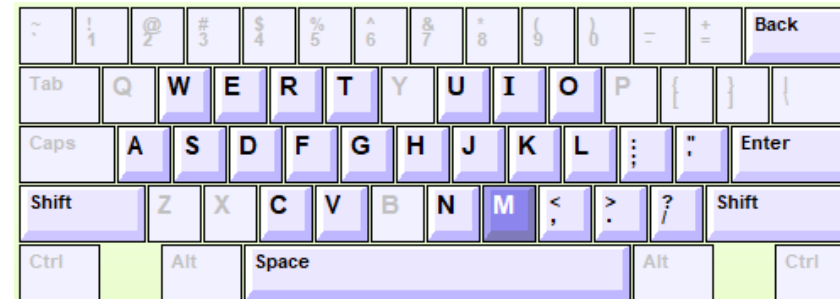 ~ ` ! 1 @ 2 # 3 $ 4 % 5 ^ 6 & 7 * 8 ( 9 ) 0 _ - + = Back
Tab Q W E R T Y U I O P { [ } ] | \
Caps A S D F G H J K L : ; " ' Enter
Shift Z X C V B N M < , > . ? / Shift
Ctrl Alt Space Alt Ctrl